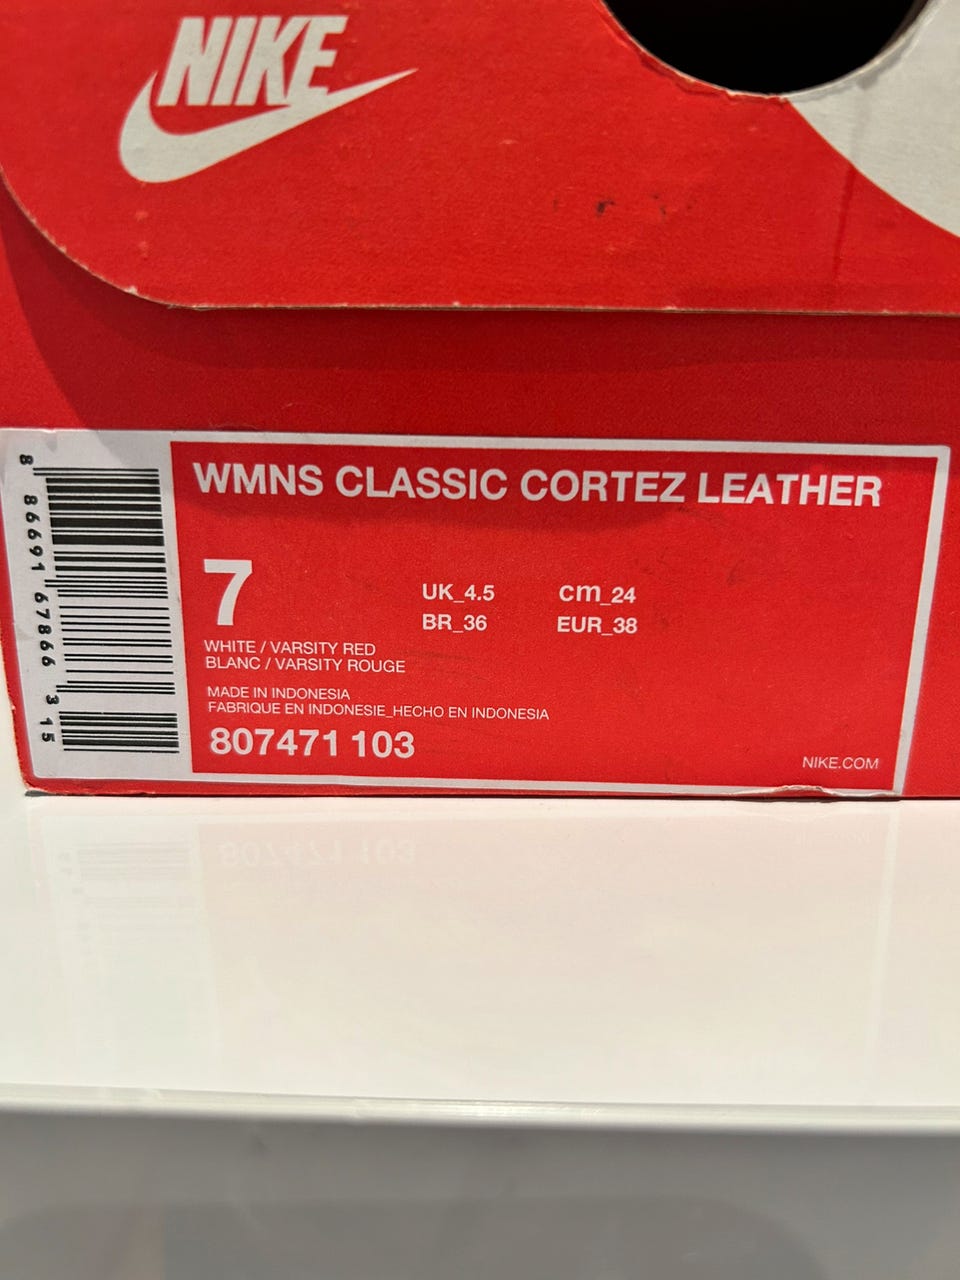 NIKE
WMNS CLASSIC CORTEZ LEATHER
7
UK_4.5 cm_24
BR_36 EUR_38
WHITE / VARSITY RED
BLANC / VARSITY ROUGE
MADE IN INDONESIA
FABRIQUE EN INDONESIE_HECHO EN INDONESIA
807471 103
NIKE.COM
8 86691 67866 3 15